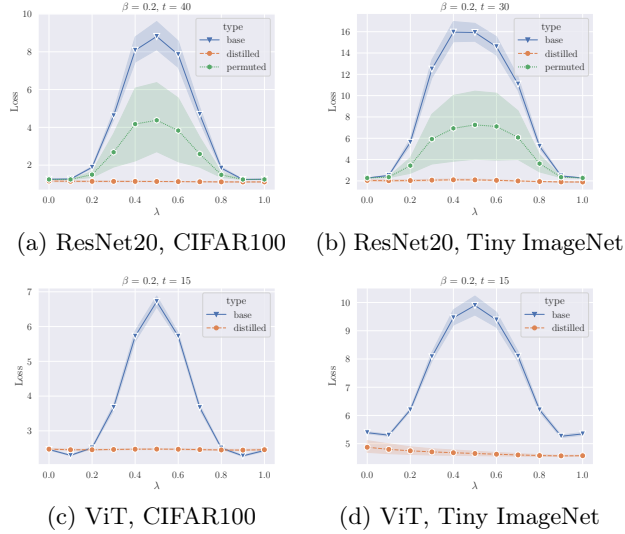 β = 0.2, t = 40
Loss
10
8
6
4
2
type
base
distilled
permuted
0.0 0.2 0.4 0.6 0.8 1.0
λ
(a) ResNet20, CIFAR100
β = 0.2, t = 30
Loss
16
14
12
10
8
6
4
2
type
base
distilled
permuted
0.0 0.2 0.4 0.6 0.8 1.0
λ
(b) ResNet20, Tiny ImageNet
β = 0.2, t = 15
Loss
7
6
5
4
3
type
base
distilled
0.0 0.2 0.4 0.6 0.8 1.0
λ
(c) ViT, CIFAR100
β = 0.2, t = 15
Loss
10
9
8
7
6
5
type
base
distilled
0.0 0.2 0.4 0.6 0.8 1.0
λ
(d) ViT, Tiny ImageNet